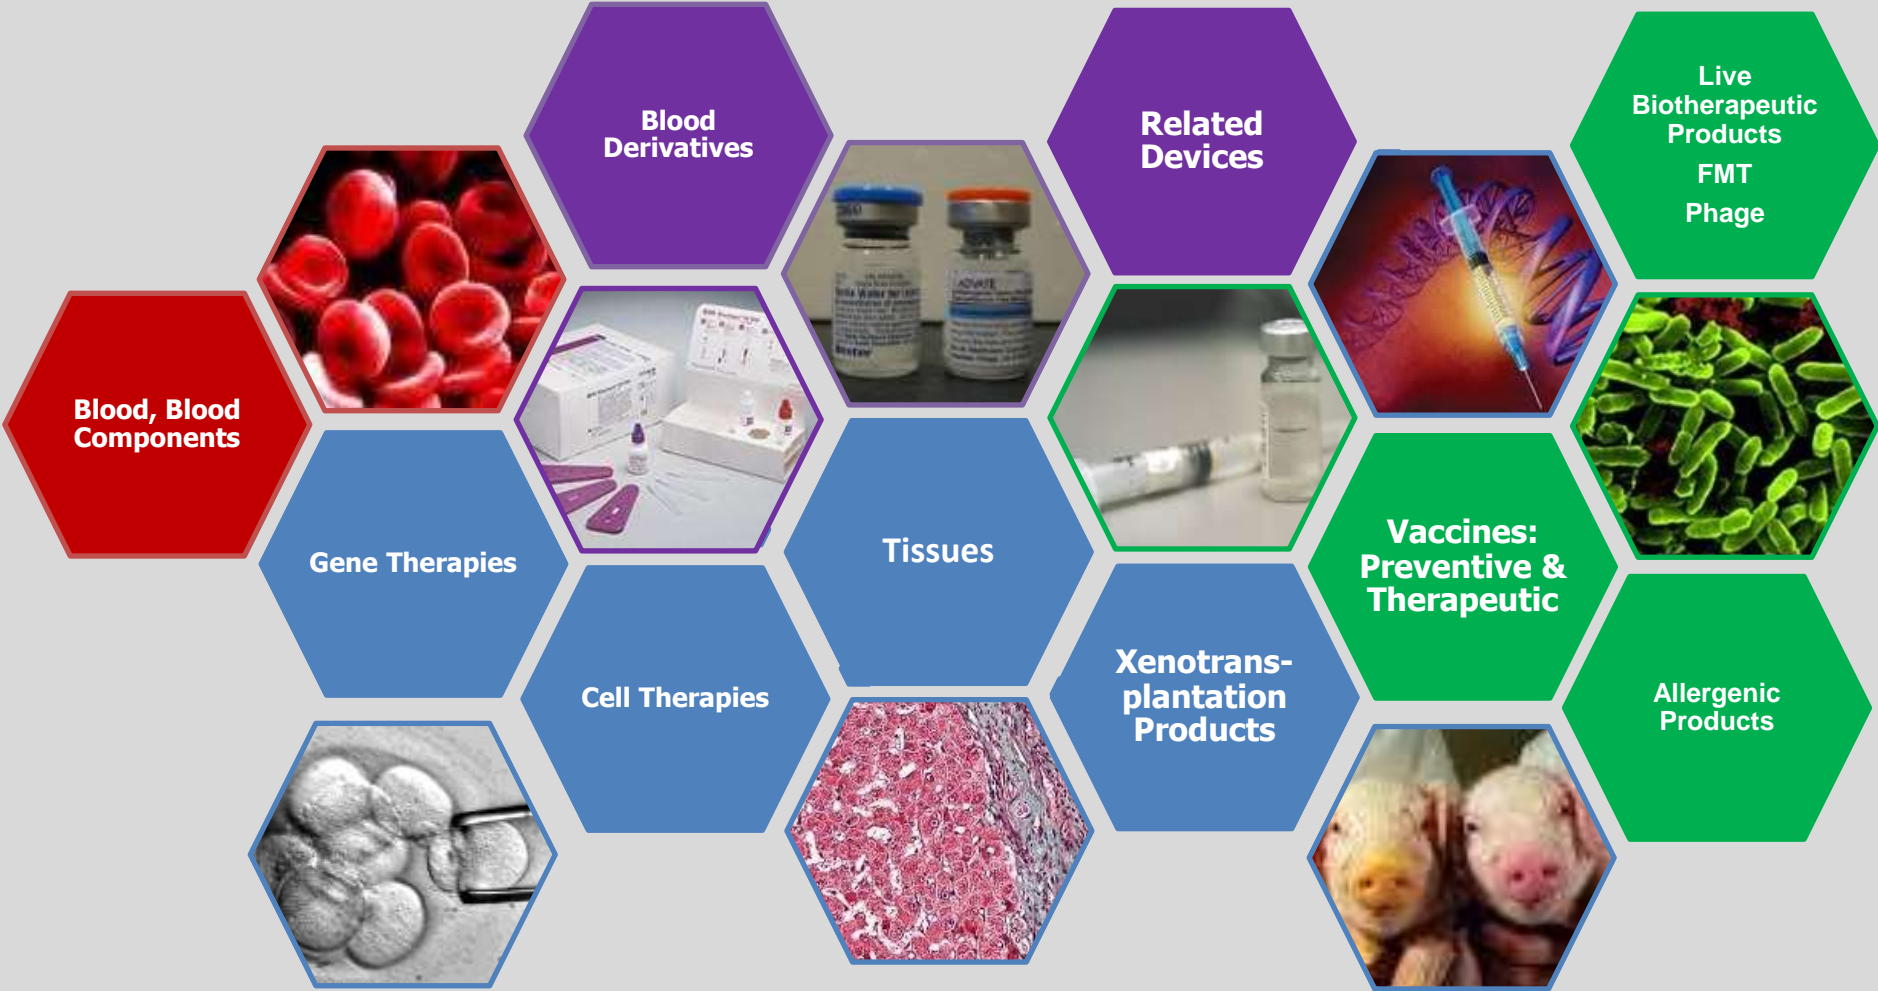 Blood, Blood
Components
Blood
Derivatives
Related
Devices
Live
Biotherapeutic
Products
FMT
Phage
ADVATE
Gene Therapies
Cell Therapies
Tissues
Xenotrans-
plantation
Products
Vaccines:
Preventive &
Therapeutic
Allergenic
Products